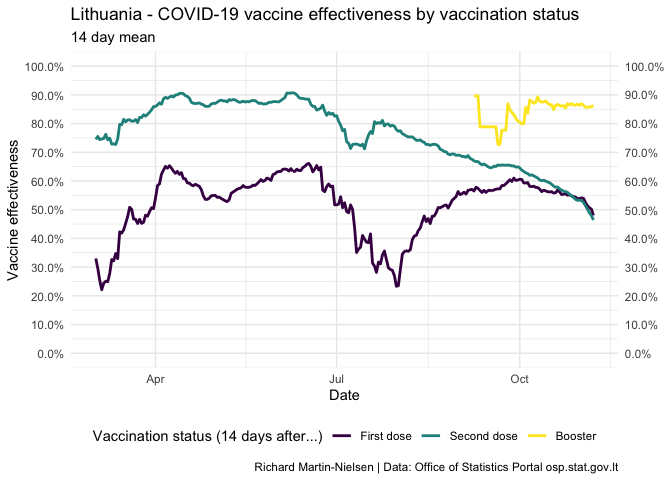 Lithuania - COVID-19 vaccine effectiveness by vaccination status
14 day mean
100.0% 100.0%
90.0% 90.0%
80.0% 80.0%
70.0% 70.0%
60.0% 60.0%
50.0% 50.0%
40.0% 40.0%
30.0% 30.0%
20.0% 20.0%
10.0% 10.0%
0.0% 0.0%
Vaccine effectiveness
Apr Jul Oct
Date
Vaccination status (14 days after...) First dose Second dose Booster
Richard Martin-Nielsen | Data: Office of Statistics Portal osp.stat.gov.lt